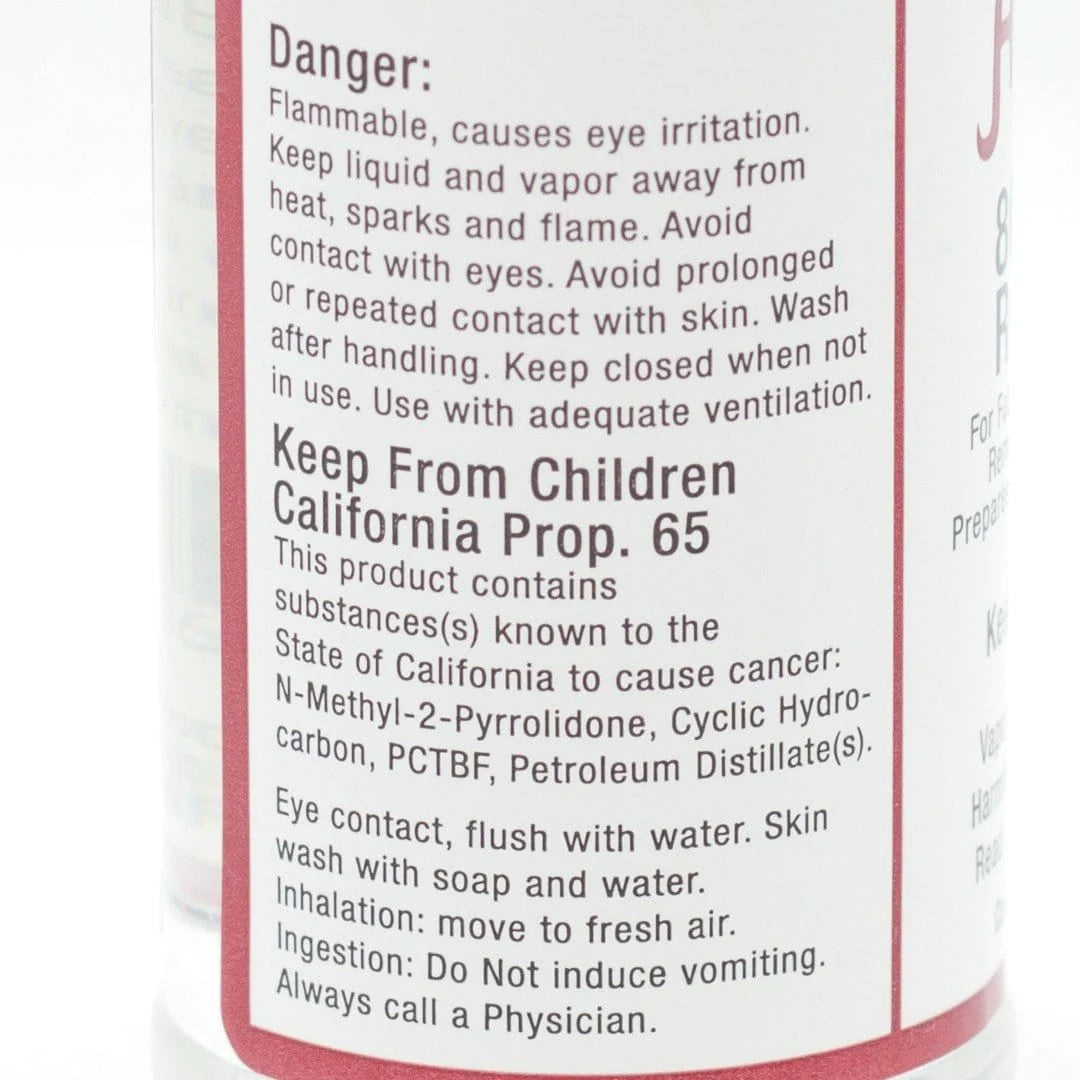 Danger:
Flammable, causes eye irritation.
Keep liquid and vapor away from
heat, sparks and flame. Avoid
contact with eyes. Avoid prolonged
or repeated contact with skin. Wash
after handling. Keep closed when not
in use. Use with adequate ventilation.
Keep From Children
California Prop. 65
This product contains
substances(s) known to the
State of California to cause cancer:
N-Methyl-2-Pyrrolidone, Cyclic Hydro-
carbon, PCTBF, Petroleum Distillate(s).
Eye contact, flush with water. Skin
wash with soap and water.
Inhalation: move to fresh air.
Ingestion: Do Not induce vomiting.
Always call a Physician.
For